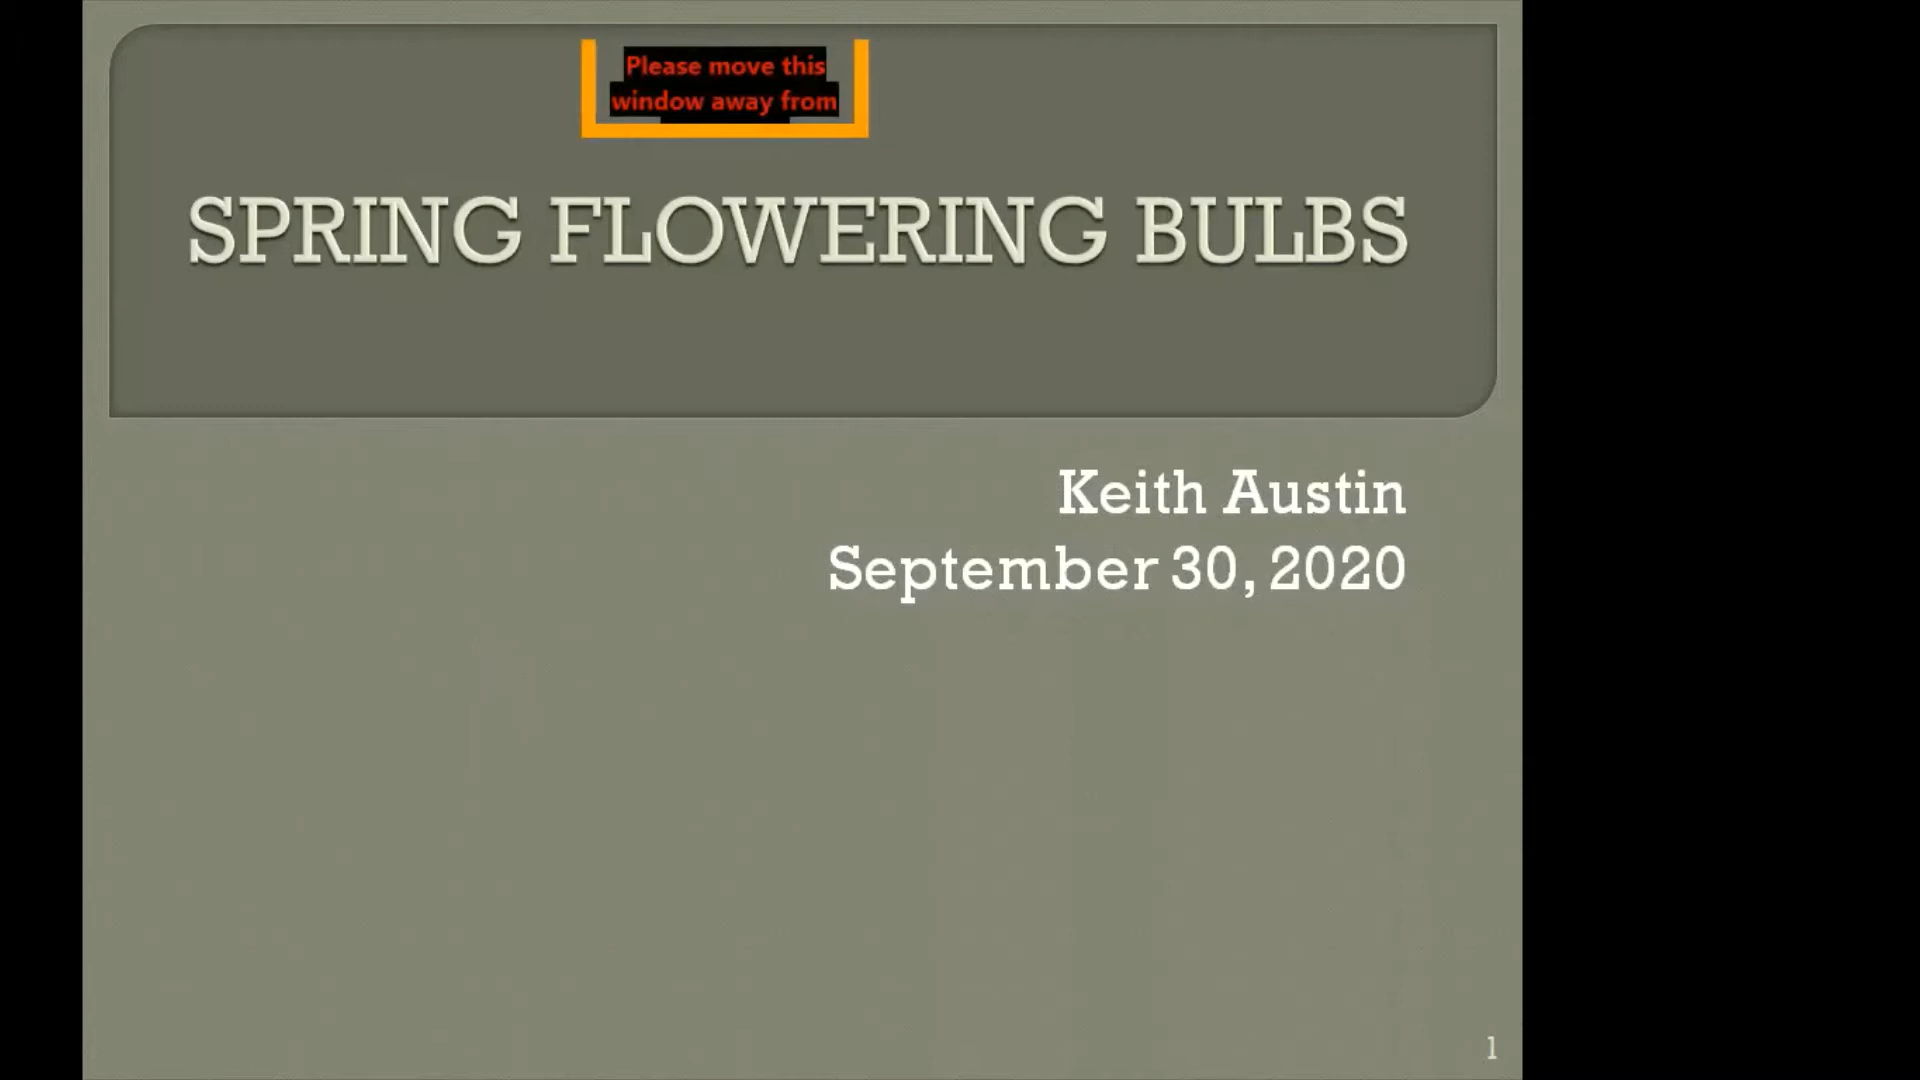 Please move this
window away from
SPRING FLOWERING BULBS
Keith Austin
September 30, 2020
1